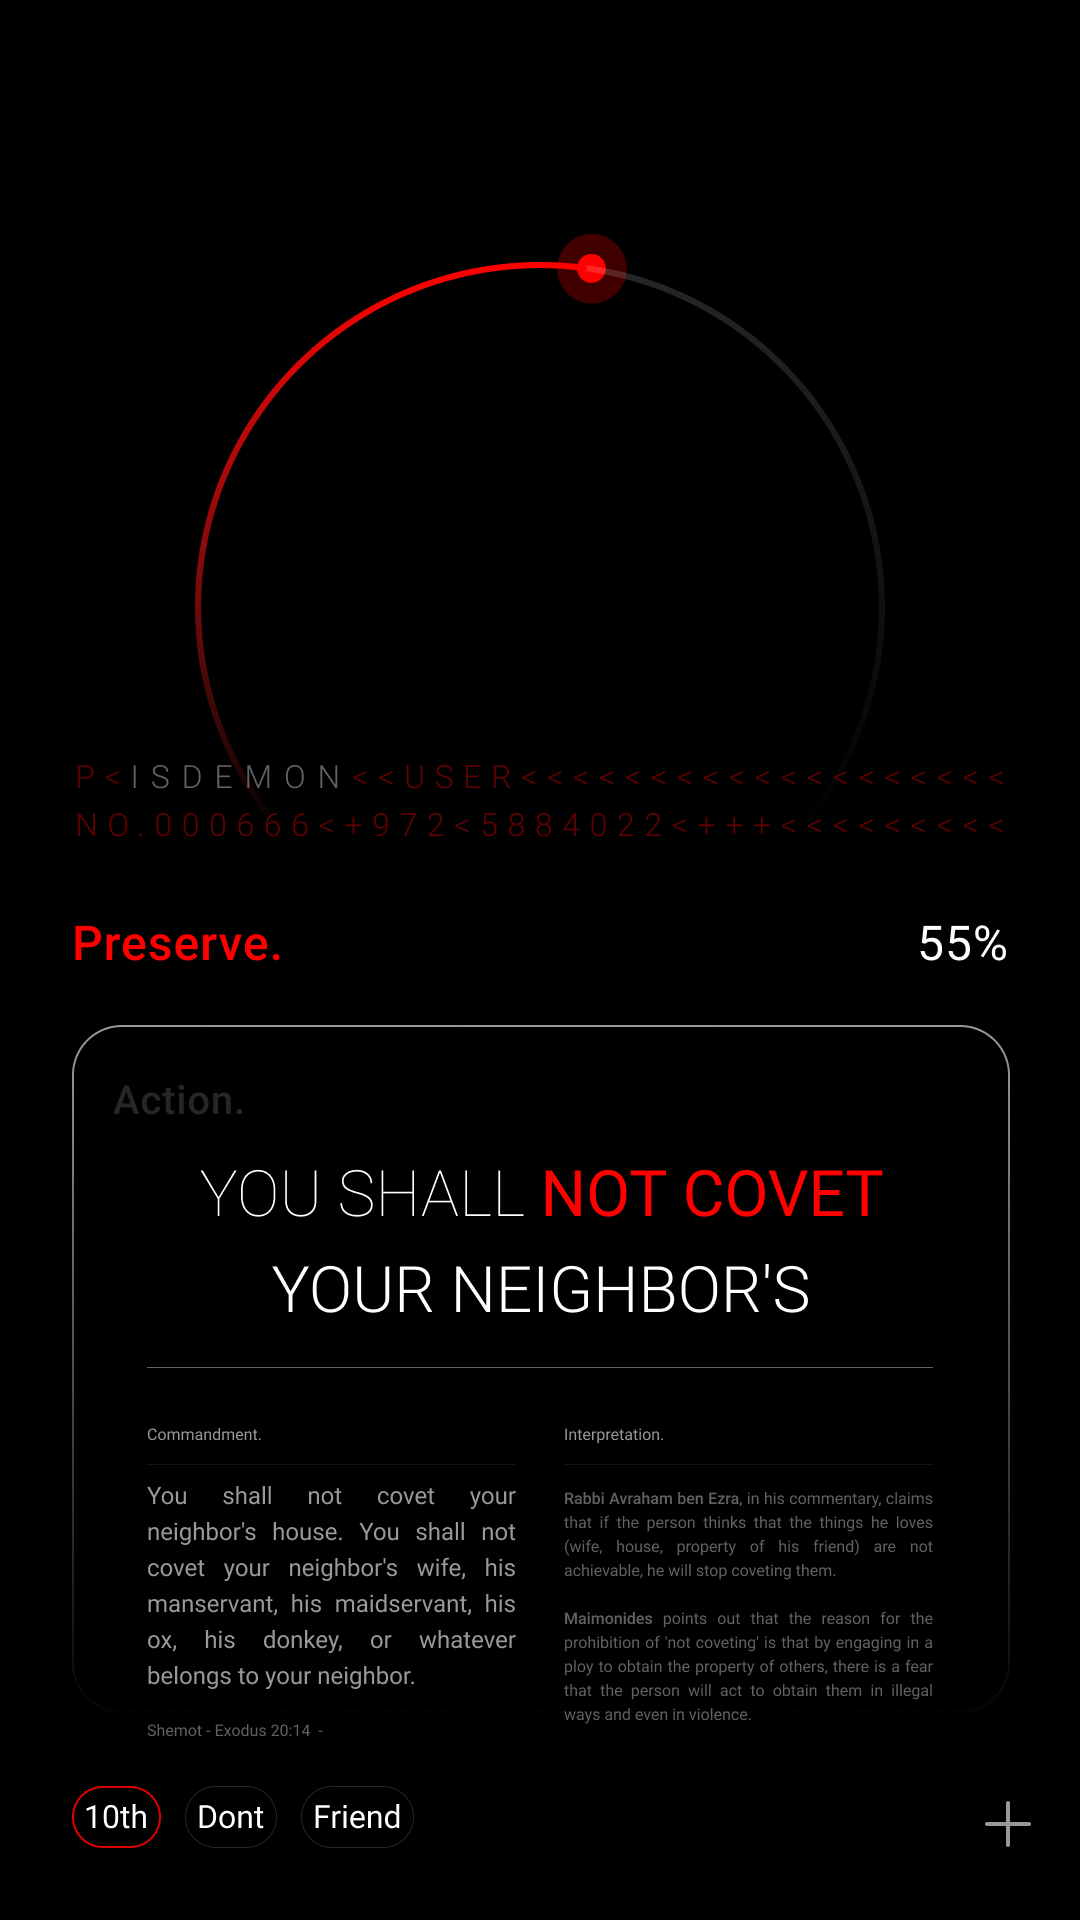 P<ISDEMON<<USER<<<<<<<<<<<<<<<<<<<
NO.000666<+972<5884022<+++<<<<<<<<<
Preserve.
55%
Action.
YOU SHALL NOT COVET
YOUR NEIGHBOR'S
Commandment.
You shall not covet your
neighbor's house. You shall not
covet your neighbor's wife, his
manservant, his maidservant, his
ox, his donkey, or whatever
belongs to your neighbor.
Shemot - Exodus 20:14 -
Interpretation.
Rabbi Avraham ben Ezra, in his commentary, claims
that if the person thinks that the things he loves
(wife, house, property of his friend) are not
achievable, he will stop coveting them.
Maimonides points out that the reason for the
prohibition of 'not coveting' is that by engaging in a
ploy to obtain the property of others, there is a fear
that the person will act to obtain them in illegal
ways and even in violence.
10th
Dont
Friend